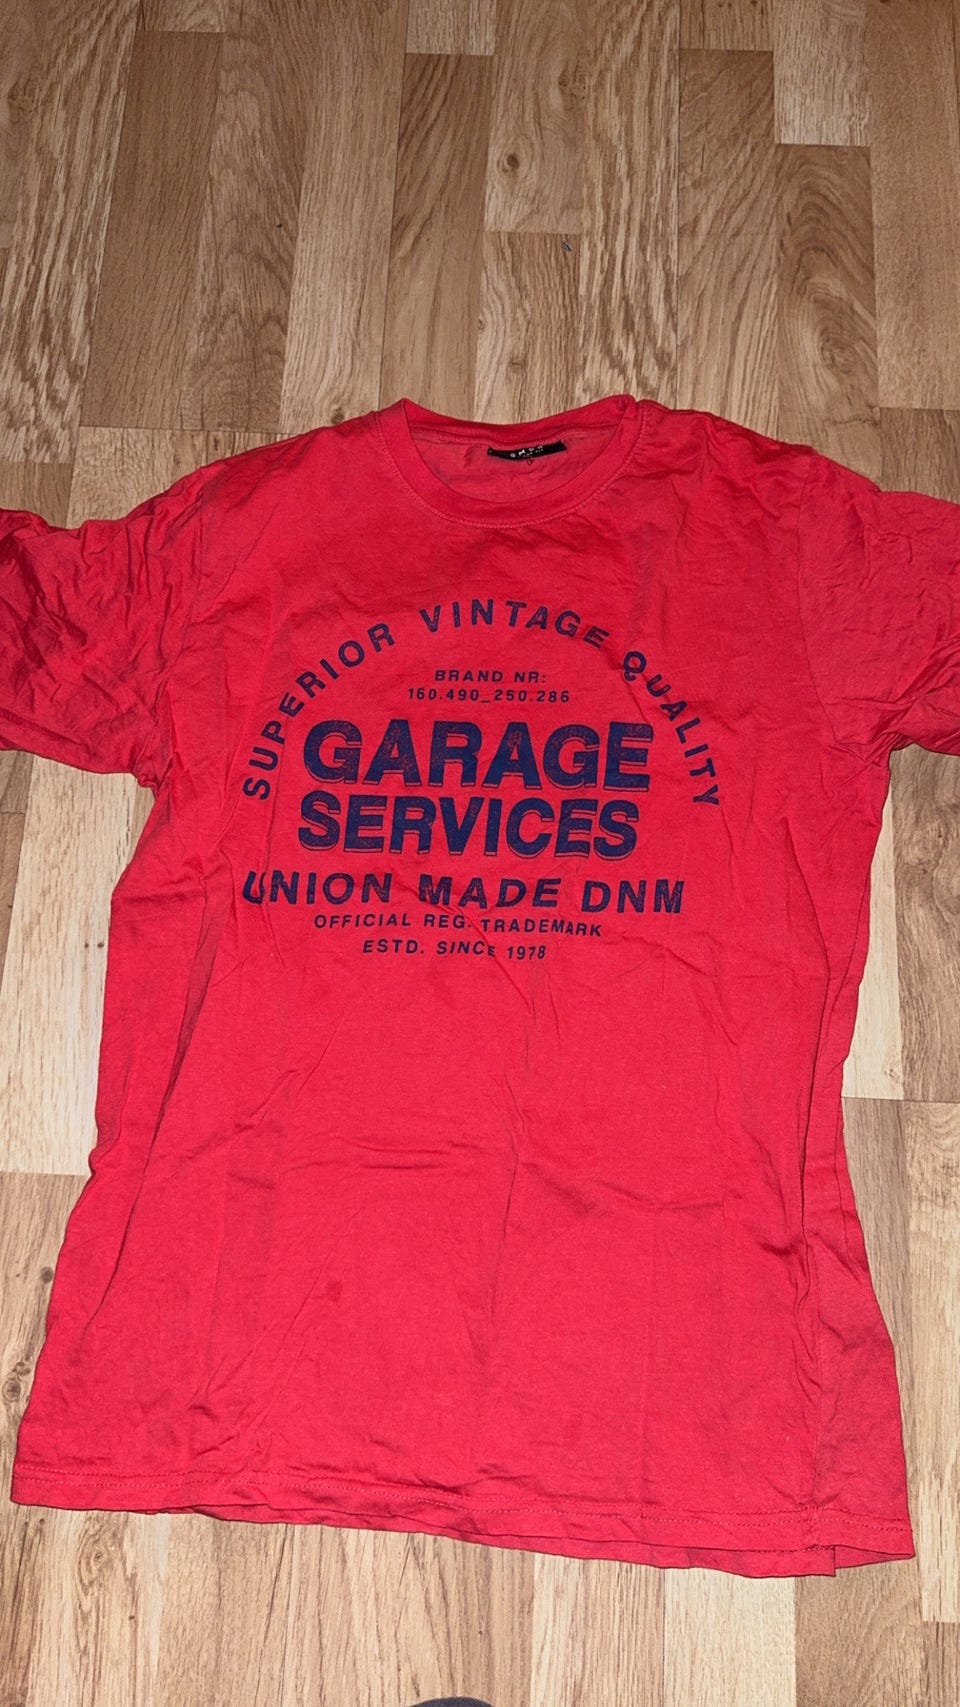 SUPERIOR VINTAGE QUALITY
BRAND NR:
160.490_250.286
GARAGE
SERVICES
UNION MADE DNM
OFFICIAL REG. TRADEMARK
ESTD. SINCE 1978